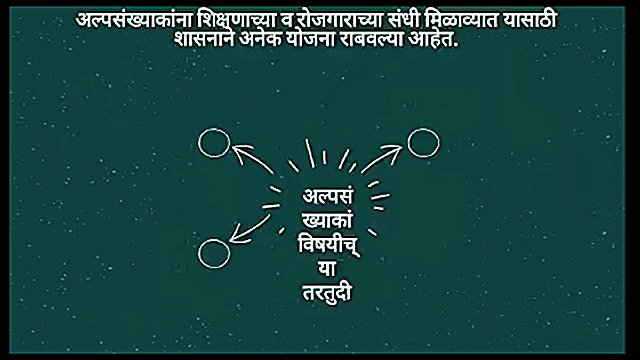 अल्पसंख्याकांना शिक्षणाच्या व रोजगाराच्या संधी मिळाव्यात यासाठी
शासनाने अनेक योजना राबवल्या आहेत.
अल्पसं
ख्याकां
विषयीच्
या
तरतुदी